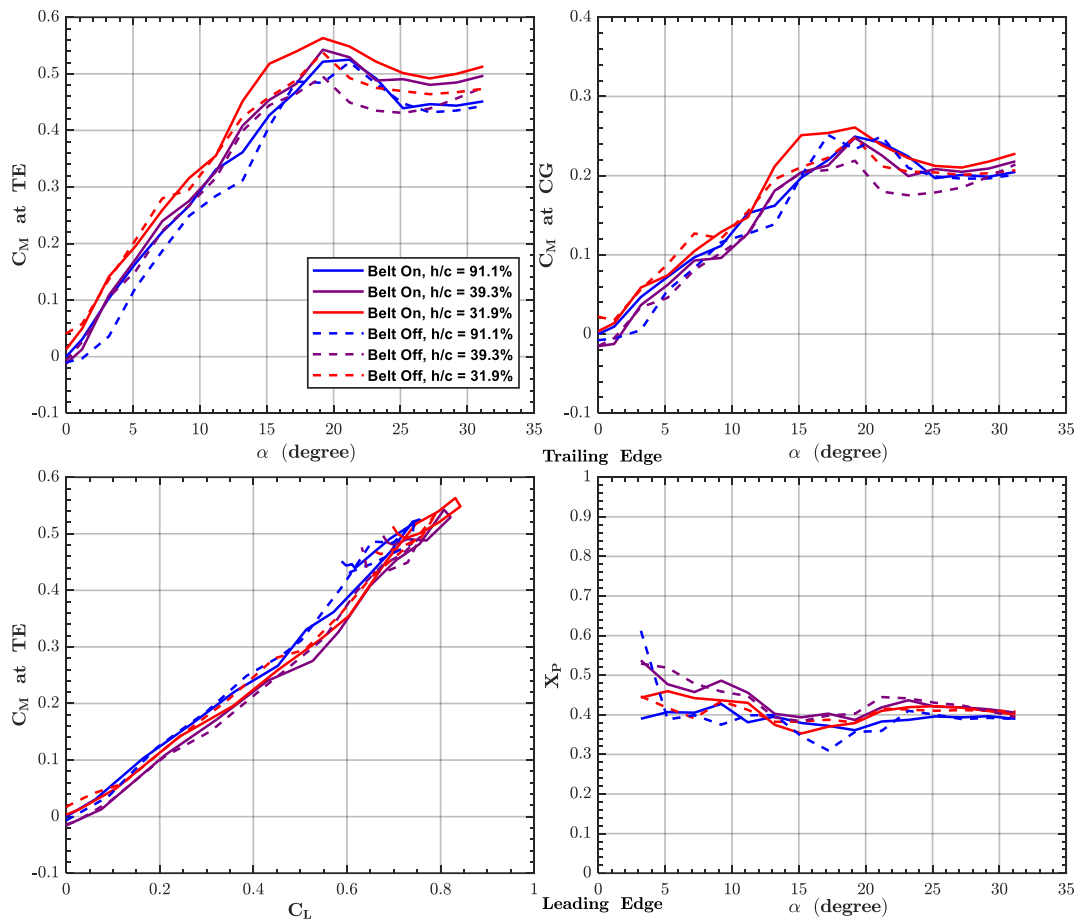 0.6
0.5
0.4
0.3
0.2
0.1
0
-0.1
C_M at TE
0 5 10 15 20 25 30 35
α (degree)
Belt On, h/c = 91.1%
Belt On, h/c = 39.3%
Belt On, h/c = 31.9%
Belt Off, h/c = 91.1%
Belt Off, h/c = 39.3%
Belt Off, h/c = 31.9%
0.4
0.3
0.2
0.1
0
-0.1
C_M at CG
0 5 10 15 20 25 30 35
α (degree)
Trailing Edge
0.6
0.5
0.4
0.3
0.2
0.1
0
-0.1
C_M at TE
0 0.2 0.4 0.6 0.8 1
C_L
1
0.9
0.8
0.7
0.6
0.5
0.4
0.3
0.2
0.1
0
X_P
0 5 10 15 20 25 30 35
α (degree)
Leading Edge